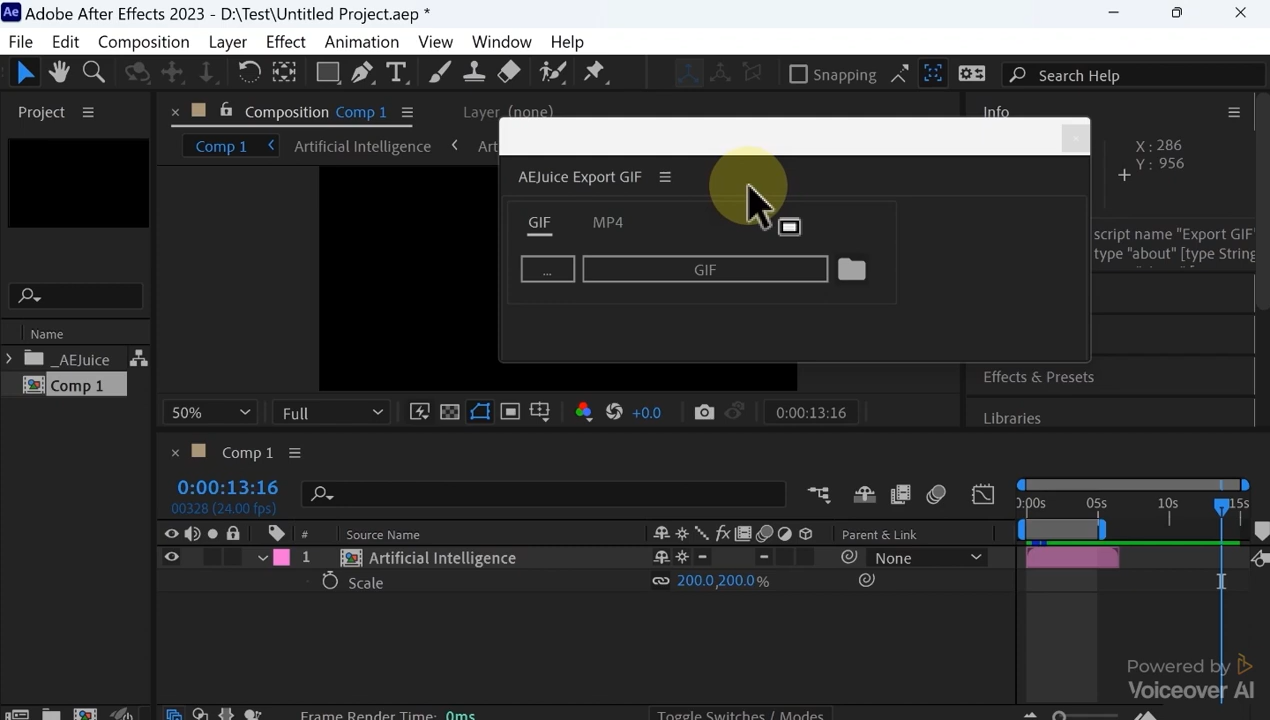 Ae Adobe After Effects 2023 - D:\Test\Untitled Project.aep *
File Edit Composition Layer Effect Animation View Window Help
T Snapping Search Help
Project Composition Comp 1 Layer (none) Info
Comp 1 Artificial Intelligence
X: 286
Y: 956
AEJuice Export GIF
GIF MP4
script name "Export GIF"
type "about" [type String
... GIF
Name
_AEJuice
Comp 1
Effects & Presets
Libraries
50% Full +0.0 0:00:13:16
Comp 1
0:00:13:16
00328 (24.00 fps)
05s 10s 15s
# Source Name fx Parent & Link
1 Artificial Intelligence None
Scale 200.0,200.0%
Powered by
Voiceover AI
Frame Render Time: 0ms Toggle Switches / Modes